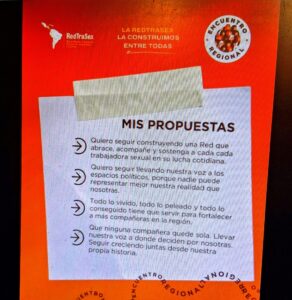 RedTraSex
LA REDTRASEX
LA CONSTRUIMOS
ENTRE TODAS
ENCUENTRO
REGIONAL
MIS PROPUESTAS
Quiero seguir construyendo una Red que
abrace, acompañe y sostenga a cada cada
trabajadora sexual en su lucha cotidiana.
Quiero seguir llevando nuestra voz a los
espacios políticos, porque nadie puede
representar mejor nuestra realidad que
nosotras.
Todo lo vivido, todo lo peleado y todo lo
conseguido tiene que servir para fortalecer
a más compañeras en la región.
Que ninguna compañera quede sola. Llevar
nuestra voz a donde deciden por nosotras.
Seguir creciendo juntas desde nuestra
propia historia.
ENCUENTRO
REGIONAL